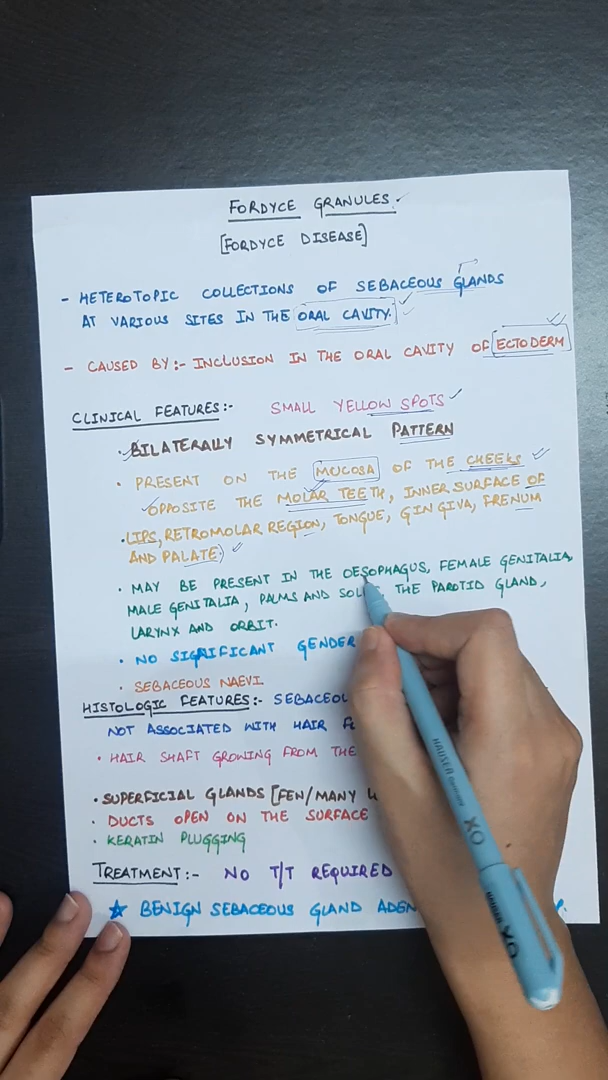 FORDYCE GRANULES.
[FORDYCE DISEASE]
- HETEROTOPIC COLLECTIONS OF SEBACEOUS GLANDS
AT VARIOUS SITES IN THE ORAL CAVITY.
- CAUSED BY:- INCLUSION IN THE ORAL CAVITY OF ECTODERM
CLINICAL FEATURES:- SMALL YELLOW SPOTS
• BILATERALLY SYMMETRICAL PATTERN
• PRESENT ON THE MUCOSA OF THE CHEEKS
OPPOSITE THE MOLAR TEETH, INNER SURFACE OF
• LIPS, RETROMOLAR REGION, TONGUE, GINGIVA, FRENUM
AND PALATE)
• MAY BE PRESENT IN THE OESOPHAGUS, FEMALE GENITALIA,
MALE GENITALIA, PALMS AND THE PAROTID GLAND,
LARYNX AND ORBIT.
• NO SIGNIFICANT GENDER
• SEBACEOUS NAEVI
HISTOLOGIC FEATURES:-
NOT ASSOCIATED WITH HAIR
• HAIR SHAFT GROWING FROM THE
• SUPERFICIAL GLANDS [FEW/MANY
• DUCTS OPEN ON THE SURFACE
• KERATIN PLUGGING
TREATMENT:- NO T/T REQUIRED
★ BENIGN SEBACEOUS GLAND
HAUSER Germany XO
HAUSER XO